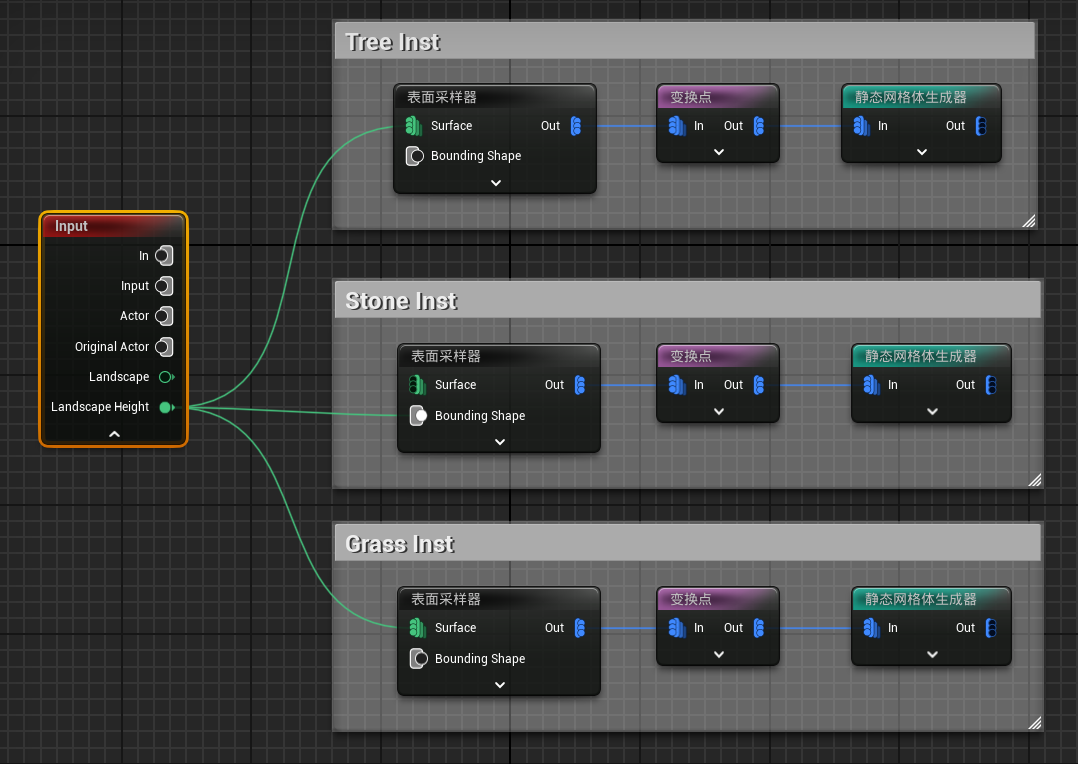 Tree Inst
表面采样器
Surface
Out
Bounding Shape
变换点
In
Out
静态网格体生成器
In
Out
Input
In
Input
Actor
Original Actor
Landscape
Landscape Height
Stone Inst
表面采样器
Surface
Out
Bounding Shape
变换点
In
Out
静态网格体生成器
In
Out
Grass Inst
表面采样器
Surface
Out
Bounding Shape
变换点
In
Out
静态网格体生成器
In
Out